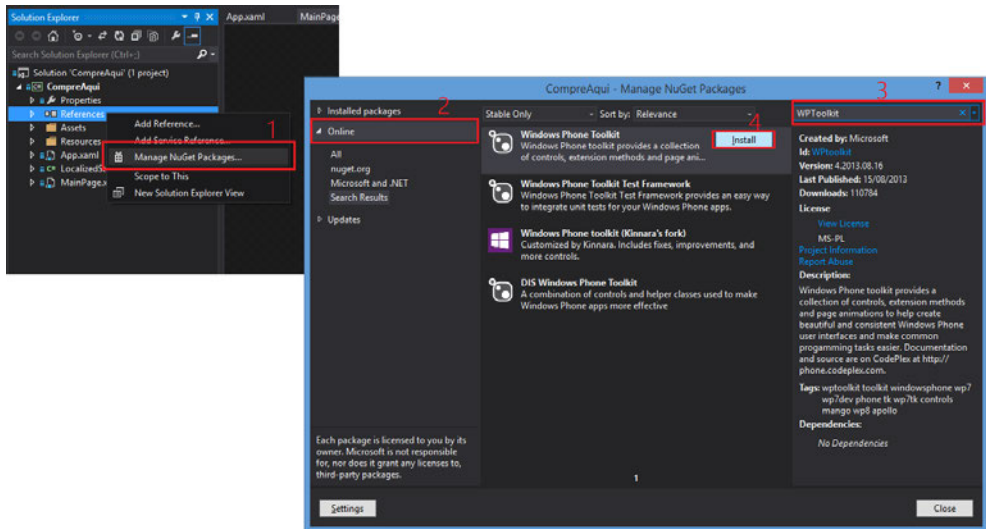 Solution Explorer
App.xaml
MainPage
Search Solution Explorer (Ctrl+;)
Solution 'CompreAqui' (1 project)
CompreAqui
Properties
References
Assets
Resources
App.xaml
LocalizedS
MainPage.x
1
Add Reference...
Add Service Reference...
Manage NuGet Packages...
Scope to This
New Solution Explorer View
CompreAqui - Manage NuGet Packages
? x
Installed packages
2
Online
All
nuget.org
Microsoft and .NET
Search Results
Updates
Each package is licensed to you by its
owner. Microsoft is not responsible
for, nor does it grant any licenses to,
third-party packages.
Settings
Stable Only
Sort by: Relevance
4
Windows Phone Toolkit
Install
Windows Phone toolkit provides a collection
of controls, extension methods and page ani...
Windows Phone Toolkit Test Framework
Windows Phone Toolkit Test Framework provides an easy way
to integrate unit tests for your Windows Phone apps.
Windows Phone toolkit (Kinnara's fork)
Customized by Kinnara. Includes fixes, improvements, and
more controls.
DIS Windows Phone Toolkit
A combination of controls and helper classes used to make
Windows Phone apps more effective
1
3
WPToolkit
Created by: Microsoft
Id: WPtoolkit
Version: 4.2013.08.16
Last Published: 15/08/2013
Downloads: 110784
License
View License
MS-PL
Project Information
Report Abuse
Description:
Windows Phone toolkit provides a
collection of controls, extension methods
and page animations to help create
beautiful and consistent Windows Phone
user interfaces and make common
progamming tasks easier. Documentation
and source are on CodePlex at http://
phone.codeplex.com.
Tags: wptoolkit toolkit windowsphone wp7
wp7dev phone tk wp7tk controls
mango wp8 apollo
Dependencies:
No Dependencies
Close